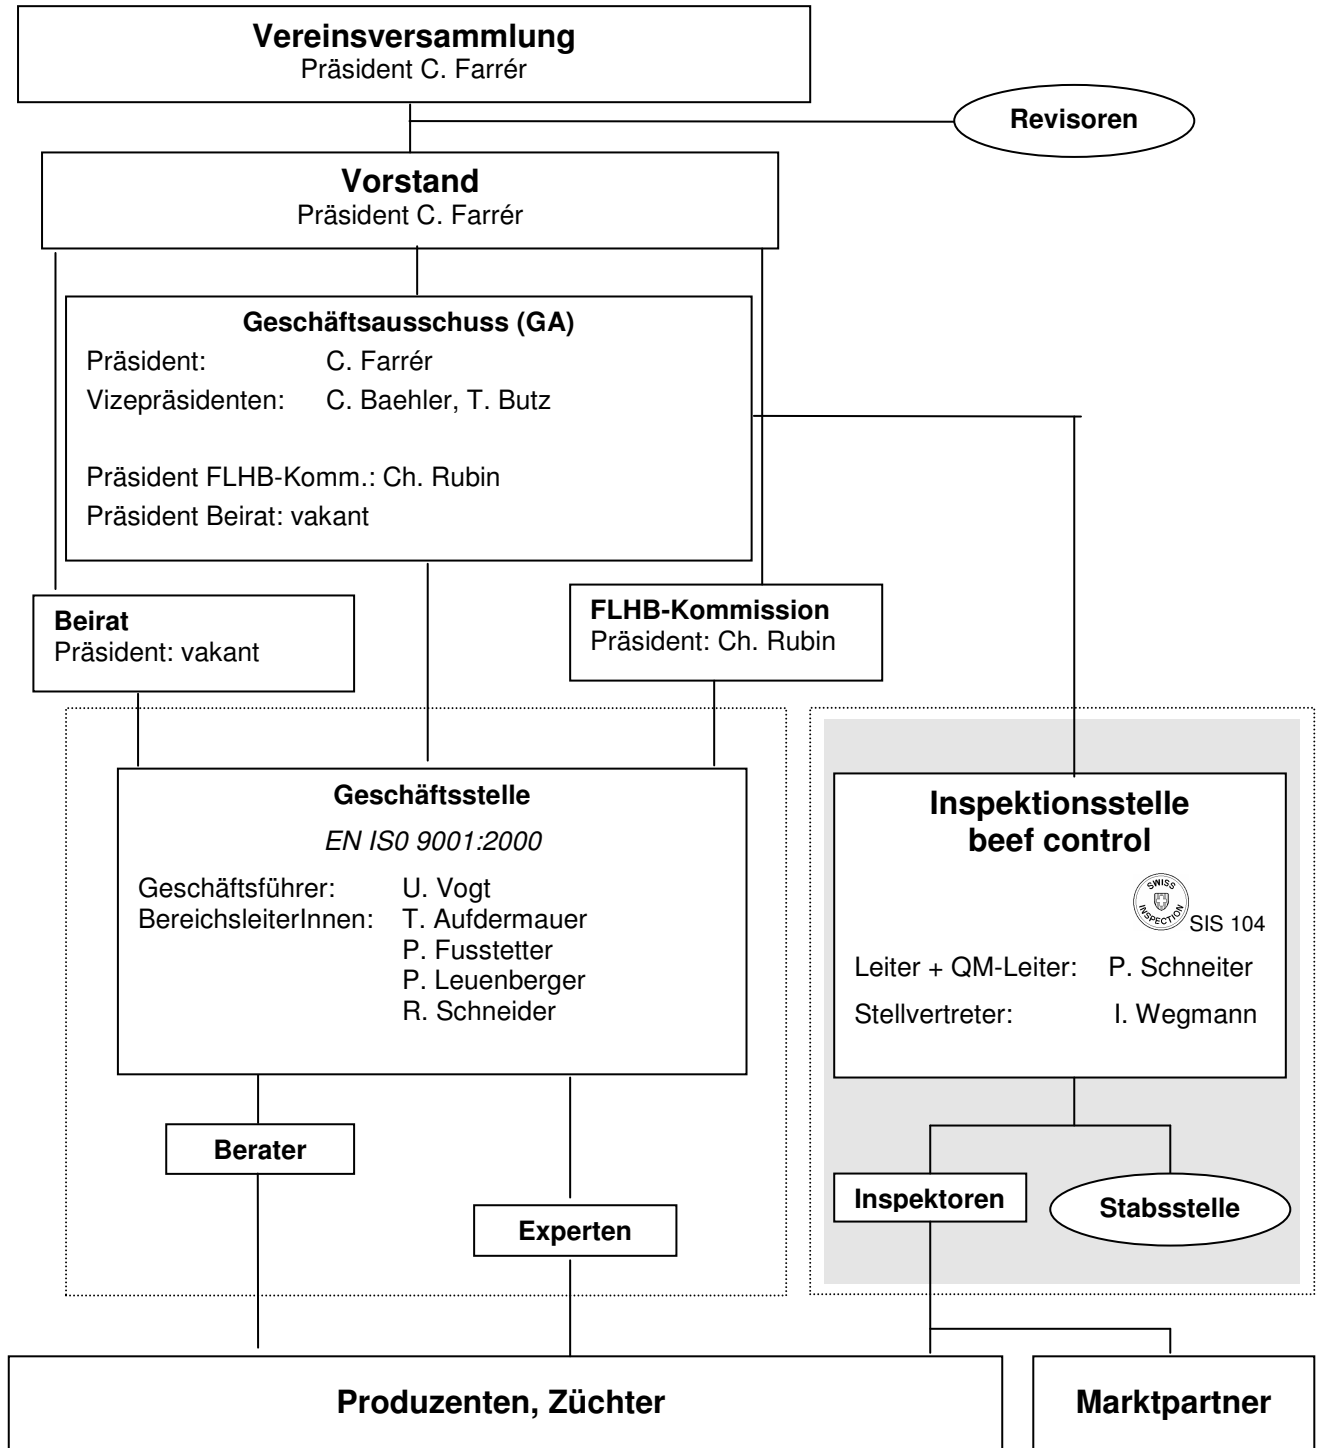 Vereinsversammlung
Präsident C. Farrér
Revisoren
Vorstand
Präsident C. Farrér
Geschäftsausschuss (GA)
Präsident: C. Farrér
Vizepräsidenten: C. Baehler, T. Butz
Präsident FLHB-Komm.: Ch. Rubin
Präsident Beirat: vakant
Beirat
Präsident: vakant
FLHB-Kommission
Präsident: Ch. Rubin
Geschäftsstelle
EN IS0 9001:2000
Geschäftsführer: U. Vogt
BereichsleiterInnen: T. Aufdermauer
P. Fusstetter
P. Leuenberger
R. Schneider
Inspektionsstelle
beef control
SWISS
INSPECTION
SIS 104
Leiter + QM-Leiter: P. Schneiter
Stellvertreter: I. Wegmann
Berater
Experten
Inspektoren
Stabsstelle
Produzenten, Züchter
Marktpartner